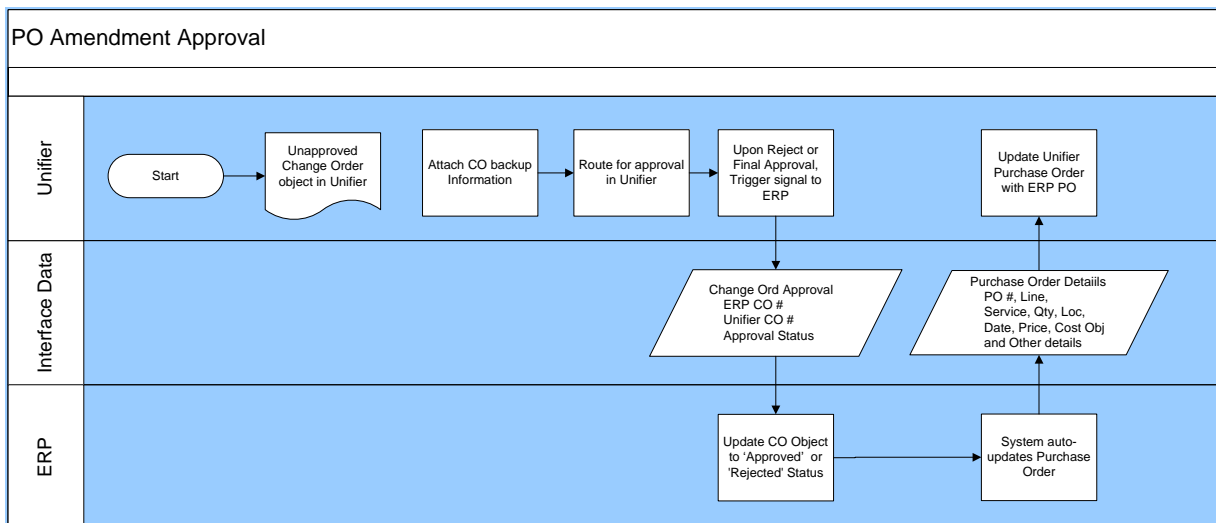 PO Amendment Approval
Unifier
Start
Unapproved
Change Order
object in Unifier
Attach CO backup
Information
Route for approval
in Unifier
Upon Reject or
Final Approval,
Trigger signal to
ERP
Update Unifier
Purchase Order
with ERP PO
Interface Data
Change Ord Approval
ERP CO #
Unifier CO #
Approval Status
Purchase Order Detaiils
PO #, Line,
Service, Qty, Loc,
Date, Price, Cost Obj
and Other details
ERP
Update CO Object
to ‘Approved’ or
'Rejected’ Status
System auto-
updates Purchase
Order